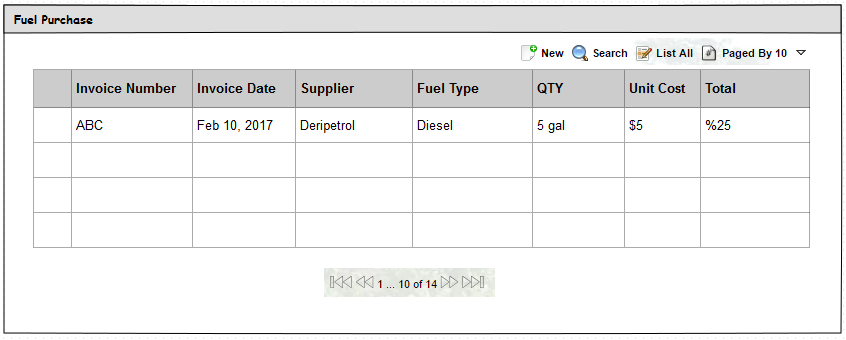 Fuel Purchase
New Search List All # Paged By 10
Invoice Number Invoice Date Supplier Fuel Type QTY Unit Cost Total
ABC Feb 10, 2017 Deripetrol Diesel 5 gal $5 %25
1 ... 10 of 14